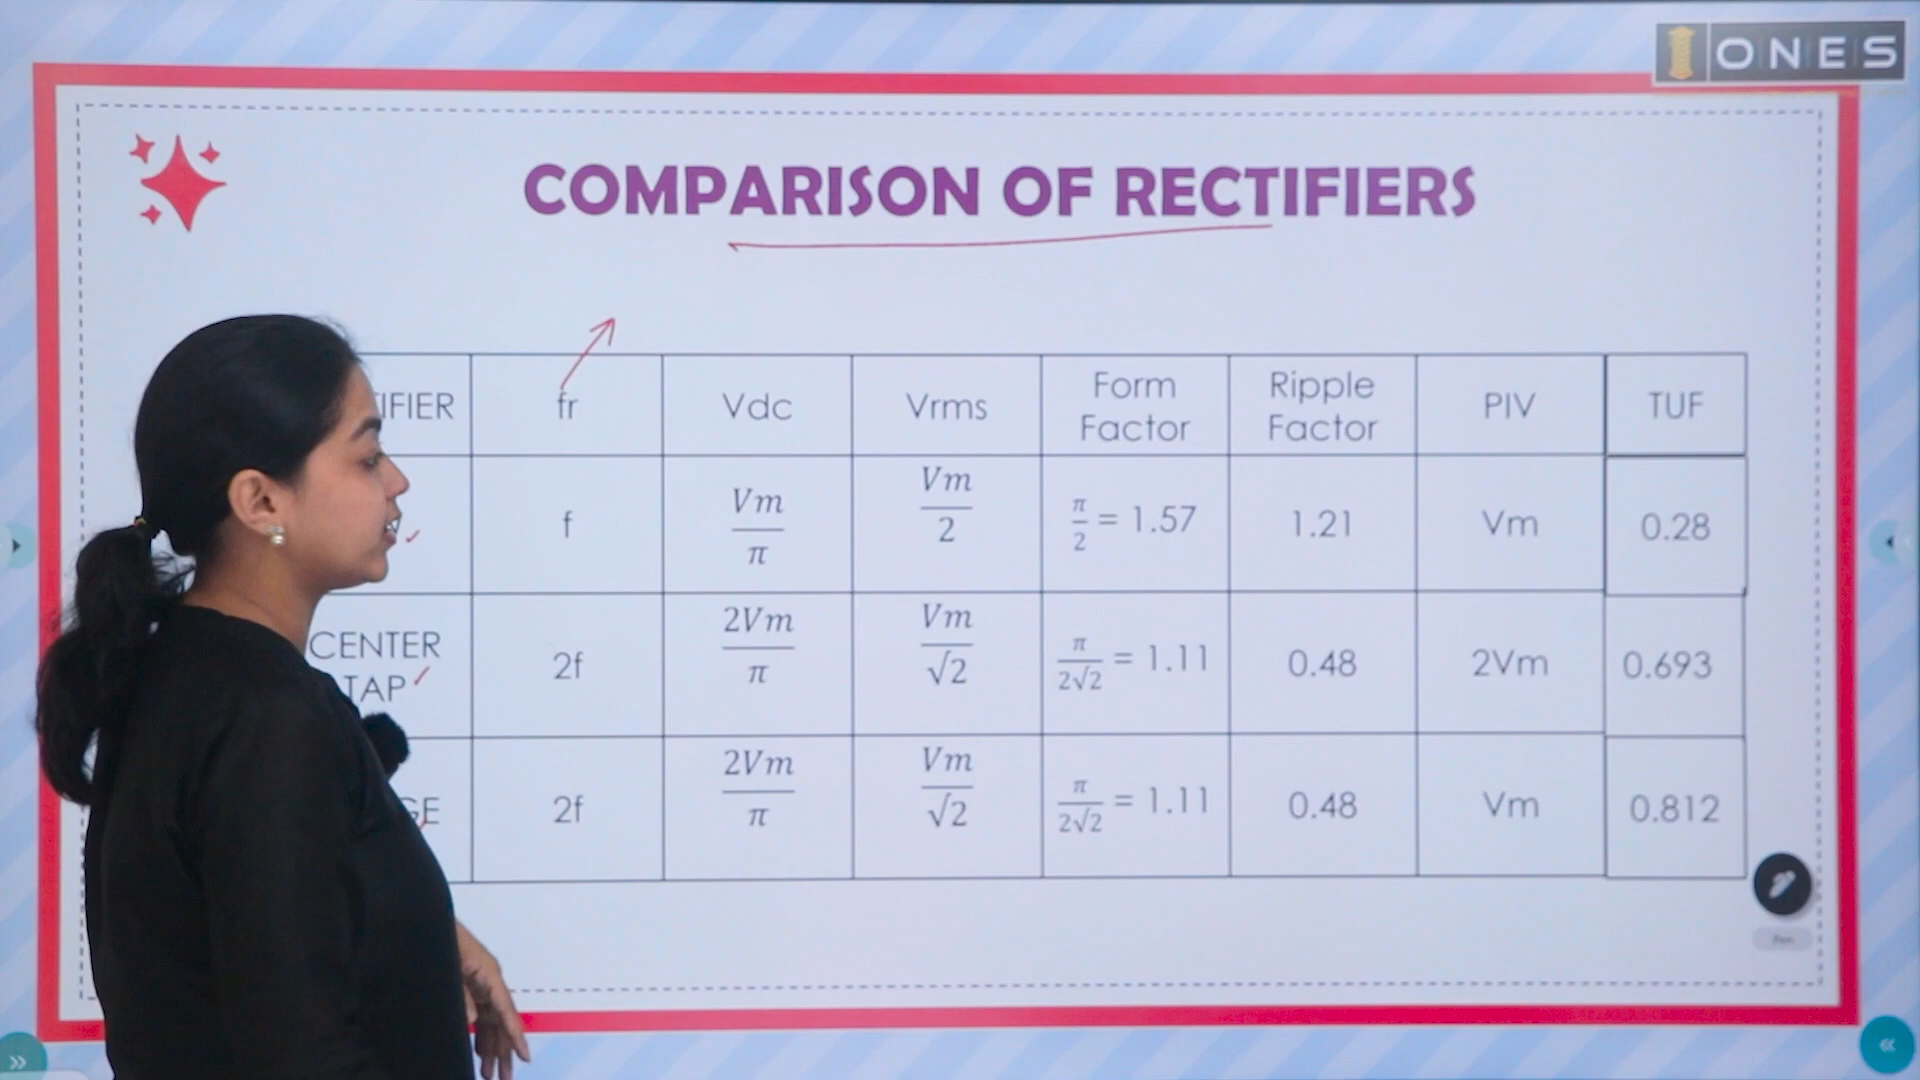 ONES
COMPARISON OF RECTIFIERS
fr
Vdc
Vrms
Form
Factor
Ripple
Factor
PIV
TUF
f
Vm
π
Vm
2
π/2 = 1.57
1.21
Vm
0.28
CENTER
TAP
2f
2Vm
π
Vm
√2
π/2√2 = 1.11
0.48
2Vm
0.693
2f
2Vm
π
Vm
√2
π/2√2 = 1.11
0.48
Vm
0.812